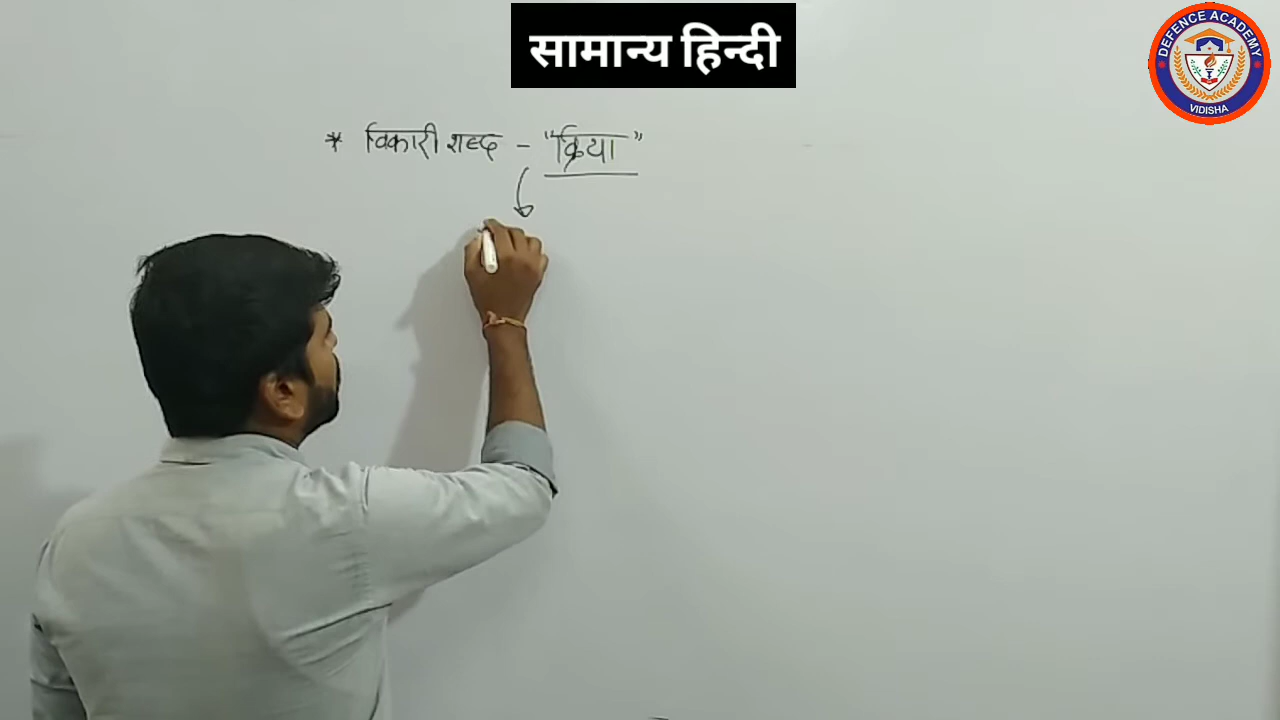 सामान्य हिन्दी
DEFENCE ACADEMY
VIDISHA
* विकारी शब्द - "क्रिया"